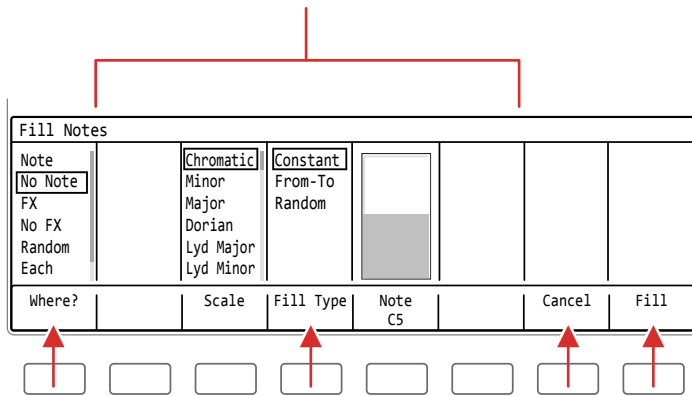 Fill Notes
Note
No Note
FX
No FX
Random
Each
Chromatic
Minor
Major
Dorian
Lyd Major
Lyd Minor
Constant
From-To
Random
Where?
Scale
Fill Type
Note
C5
Cancel
Fill